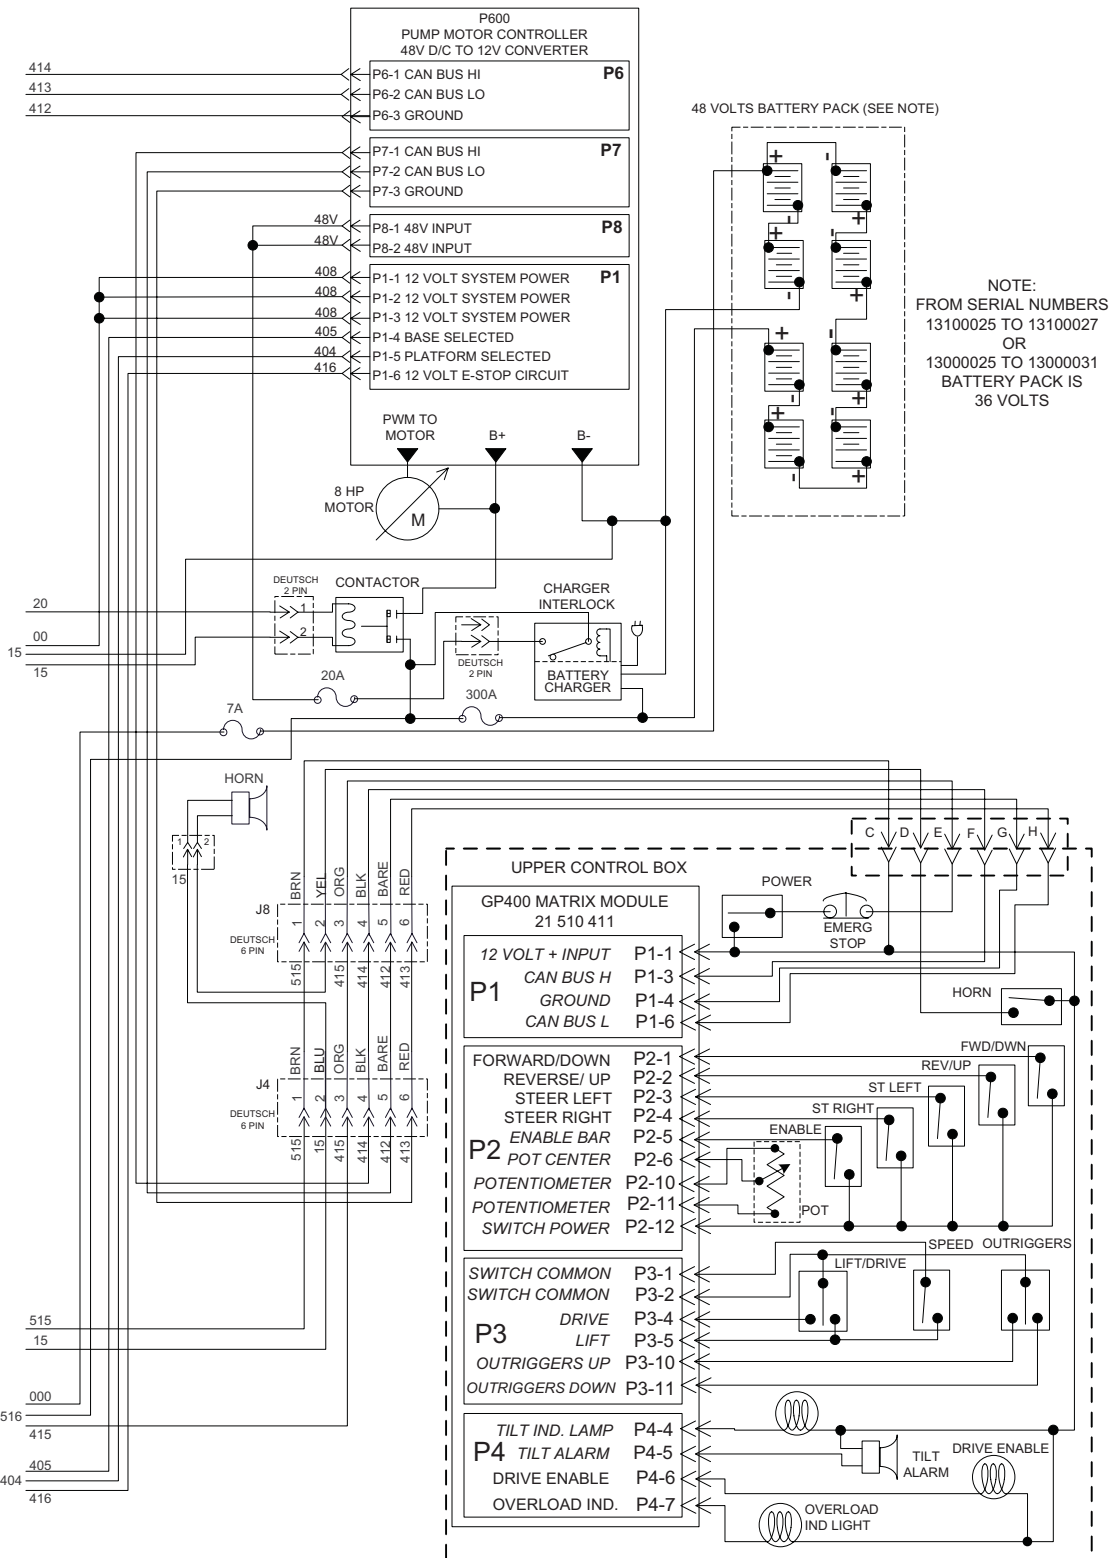 P600
PUMP MOTOR CONTROLLER
48V D/C TO 12V CONVERTER
414
P6-1 CAN BUS HI
P6
413
P6-2 CAN BUS LO
412
P6-3 GROUND
P7-1 CAN BUS HI
P7
P7-2 CAN BUS LO
P7-3 GROUND
48V
P8-1 48V INPUT
P8
48V
P8-2 48V INPUT
408
P1-1 12 VOLT SYSTEM POWER
P1
408
P1-2 12 VOLT SYSTEM POWER
408
P1-3 12 VOLT SYSTEM POWER
405
P1-4 BASE SELECTED
404
P1-5 PLATFORM SELECTED
416
P1-6 12 VOLT E-STOP CIRCUIT
PWM TO
MOTOR
B+
B-
8 HP
MOTOR
M
48 VOLTS BATTERY PACK (SEE NOTE)
+ -
- +
+ -
- +
+ -
- +
+ -
- +
NOTE:
FROM SERIAL NUMBERS
13100025 TO 13100027
OR
13000025 TO 13000031
BATTERY PACK IS
36 VOLTS
DEUTSCH
2 PIN
1
2
CONTACTOR
CHARGER
INTERLOCK
DEUTSCH
2 PIN
BATTERY
CHARGER
20
00
15
15
20A
300A
7A
HORN
1 2
15
BRN
YEL
ORG
BLK
BARE
RED
J8
DEUTSCH
6 PIN
1
2
3
4
5
6
515
415
414
412
413
BRN
BLU
ORG
BLK
BARE
RED
J4
DEUTSCH
6 PIN
1
2
3
4
5
6
515
15
415
414
412
413
515
15
000
516
415
405
404
416
C D E F G H
UPPER CONTROL BOX
GP400 MATRIX MODULE
21 510 411
POWER
EMERG
STOP
HORN
P1
12 VOLT + INPUT P1-1
CAN BUS H P1-3
GROUND P1-4
CAN BUS L P1-6
P2
FORWARD/DOWN P2-1
REVERSE/ UP P2-2
STEER LEFT P2-3
STEER RIGHT P2-4
ENABLE BAR P2-5
POT CENTER P2-6
POTENTIOMETER P2-10
POTENTIOMETER P2-11
SWITCH POWER P2-12
FWD/DWN
REV/UP
ST LEFT
ST RIGHT
ENABLE
POT
P3
SWITCH COMMON P3-1
SWITCH COMMON P3-2
DRIVE P3-4
LIFT P3-5
OUTRIGGERS UP P3-10
OUTRIGGERS DOWN P3-11
LIFT/DRIVE
SPEED
OUTRIGGERS
P4
TILT IND. LAMP P4-4
TILT ALARM P4-5
DRIVE ENABLE P4-6
OVERLOAD IND. P4-7
TILT
ALARM
DRIVE ENABLE
OVERLOAD
IND LIGHT